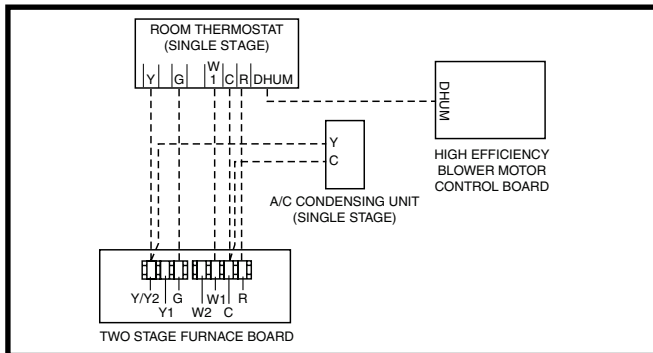 ROOM THERMOSTAT
(SINGLE STAGE)
Y G W1 C R DHUM
DHUM
Y
C
HIGH EFFICIENCY
BLOWER MOTOR
CONTROL BOARD
A/C CONDENSING UNIT
(SINGLE STAGE)
Y/Y2 G W1 R
Y1 W2 C
TWO STAGE FURNACE BOARD